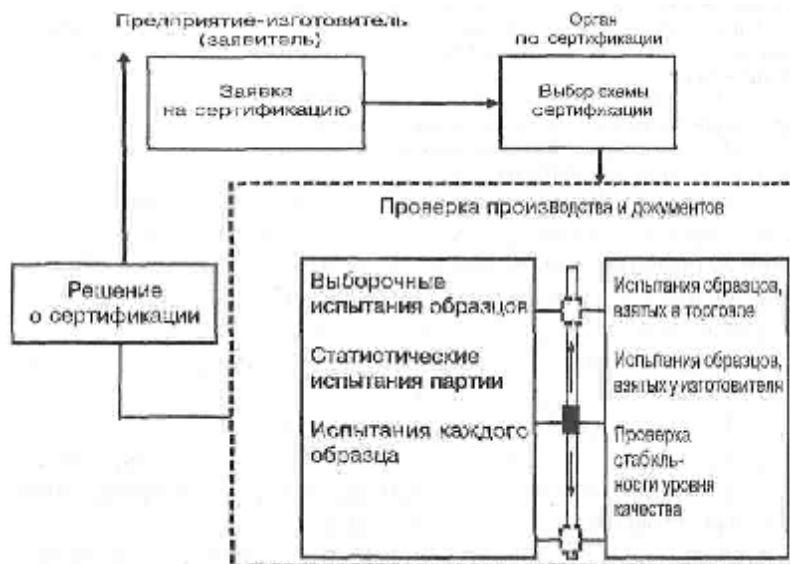 Предприятие-изготовитель
(заявитель)
Орган
по сертификации
Заявка
на сертификацию
Выбор схемы
сертификации
Проверка производства и документов
Решение
о сертификации
Выборочные
испытания образцов
Статистические
испытания партии
Испытания каждого
образца
Испытания образцов,
взятых в торговле
Испытания образцов,
взятых у изготовителя
Проверка
стабиль-
ности уровня
качества